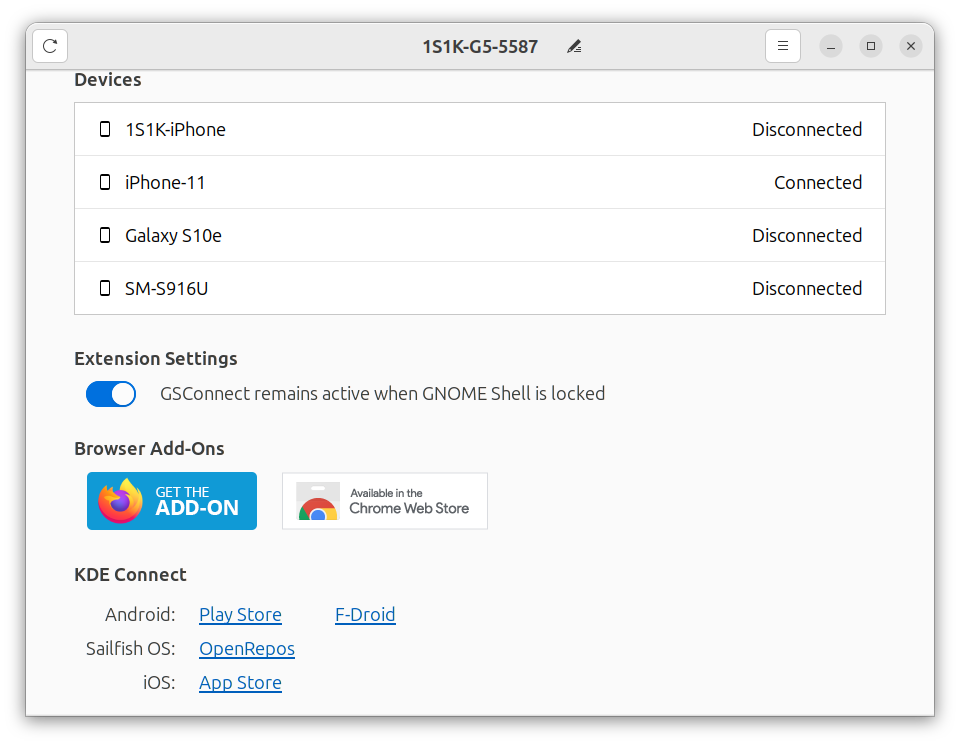 1S1K-G5-5587
Devices
1S1K-iPhone Disconnected
iPhone-11 Connected
Galaxy S10e Disconnected
SM-S916U Disconnected
Extension Settings
GSConnect remains active when GNOME Shell is locked
Browser Add-Ons
GET THE
ADD-ON
Available in the
Chrome Web Store
KDE Connect
Android: Play Store F-Droid
Sailfish OS: OpenRepos
iOS: App Store